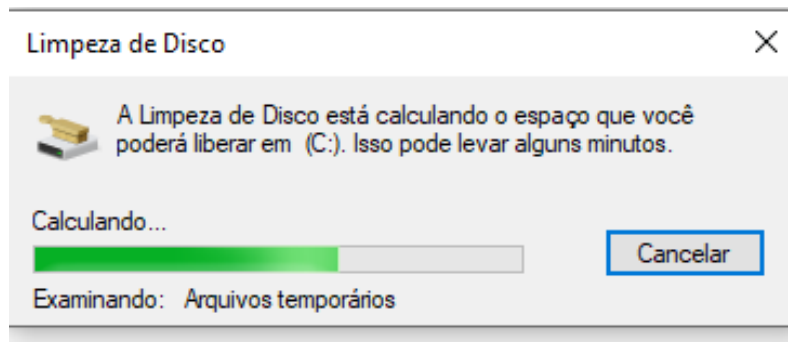 Limpeza de Disco
A Limpeza de Disco está calculando o espaço que você
poderá liberar em  (C:). Isso pode levar alguns minutos.
Calculando...
Cancelar
Examinando:   Arquivos temporários